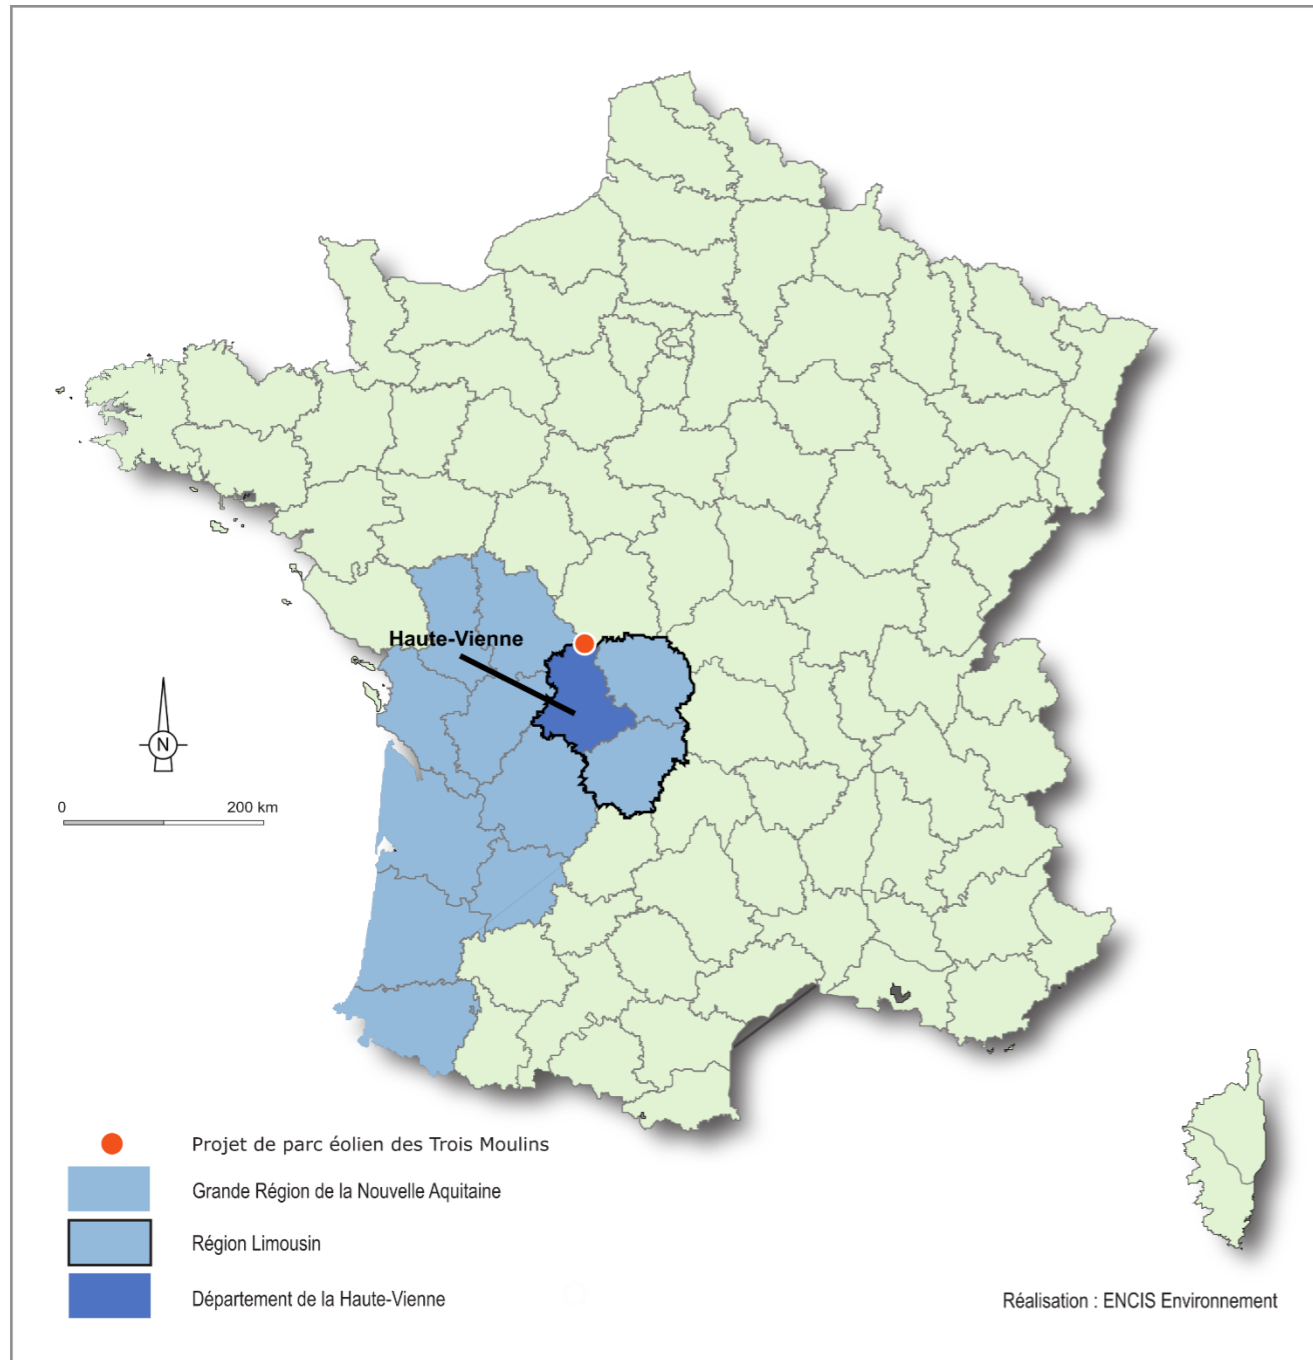 Haute-Vienne
N
0 200 km
Projet de parc éolien des Trois Moulins
Grande Région de la Nouvelle Aquitaine
Région Limousin
Département de la Haute-Vienne
Réalisation : ENCIS Environnement